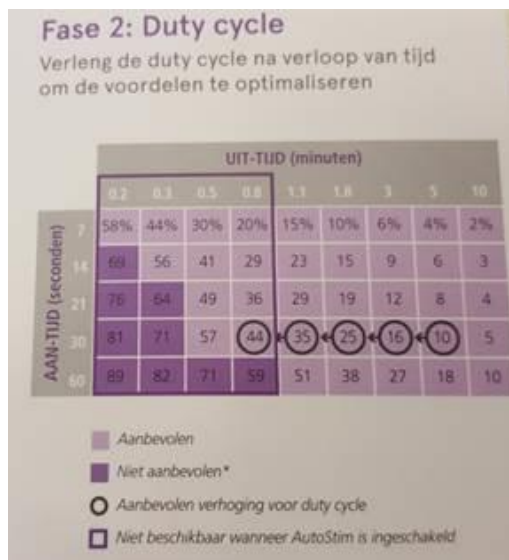 Fase 2: Duty cycle
Verleng de duty cycle na verloop van tijd
om de voordelen te optimaliseren
UIT-TIJD (minuten)
0.2 0.3 0.5 0.8 1.1 1.8 3 5 10
AAN-TIJD (seconden)
7 58% 44% 30% 20% 15% 10% 6% 4% 2%
14 69 56 41 29 23 15 9 6 3
21 76 64 49 36 29 19 12 8 4
30 81 71 57 44 35 25 16 10 5
60 89 82 71 59 51 38 27 18 10
Aanbevolen
Niet aanbevolen*
Aanbevolen verhoging voor duty cycle
Niet beschikbaar wanneer AutoStim is ingeschakeld